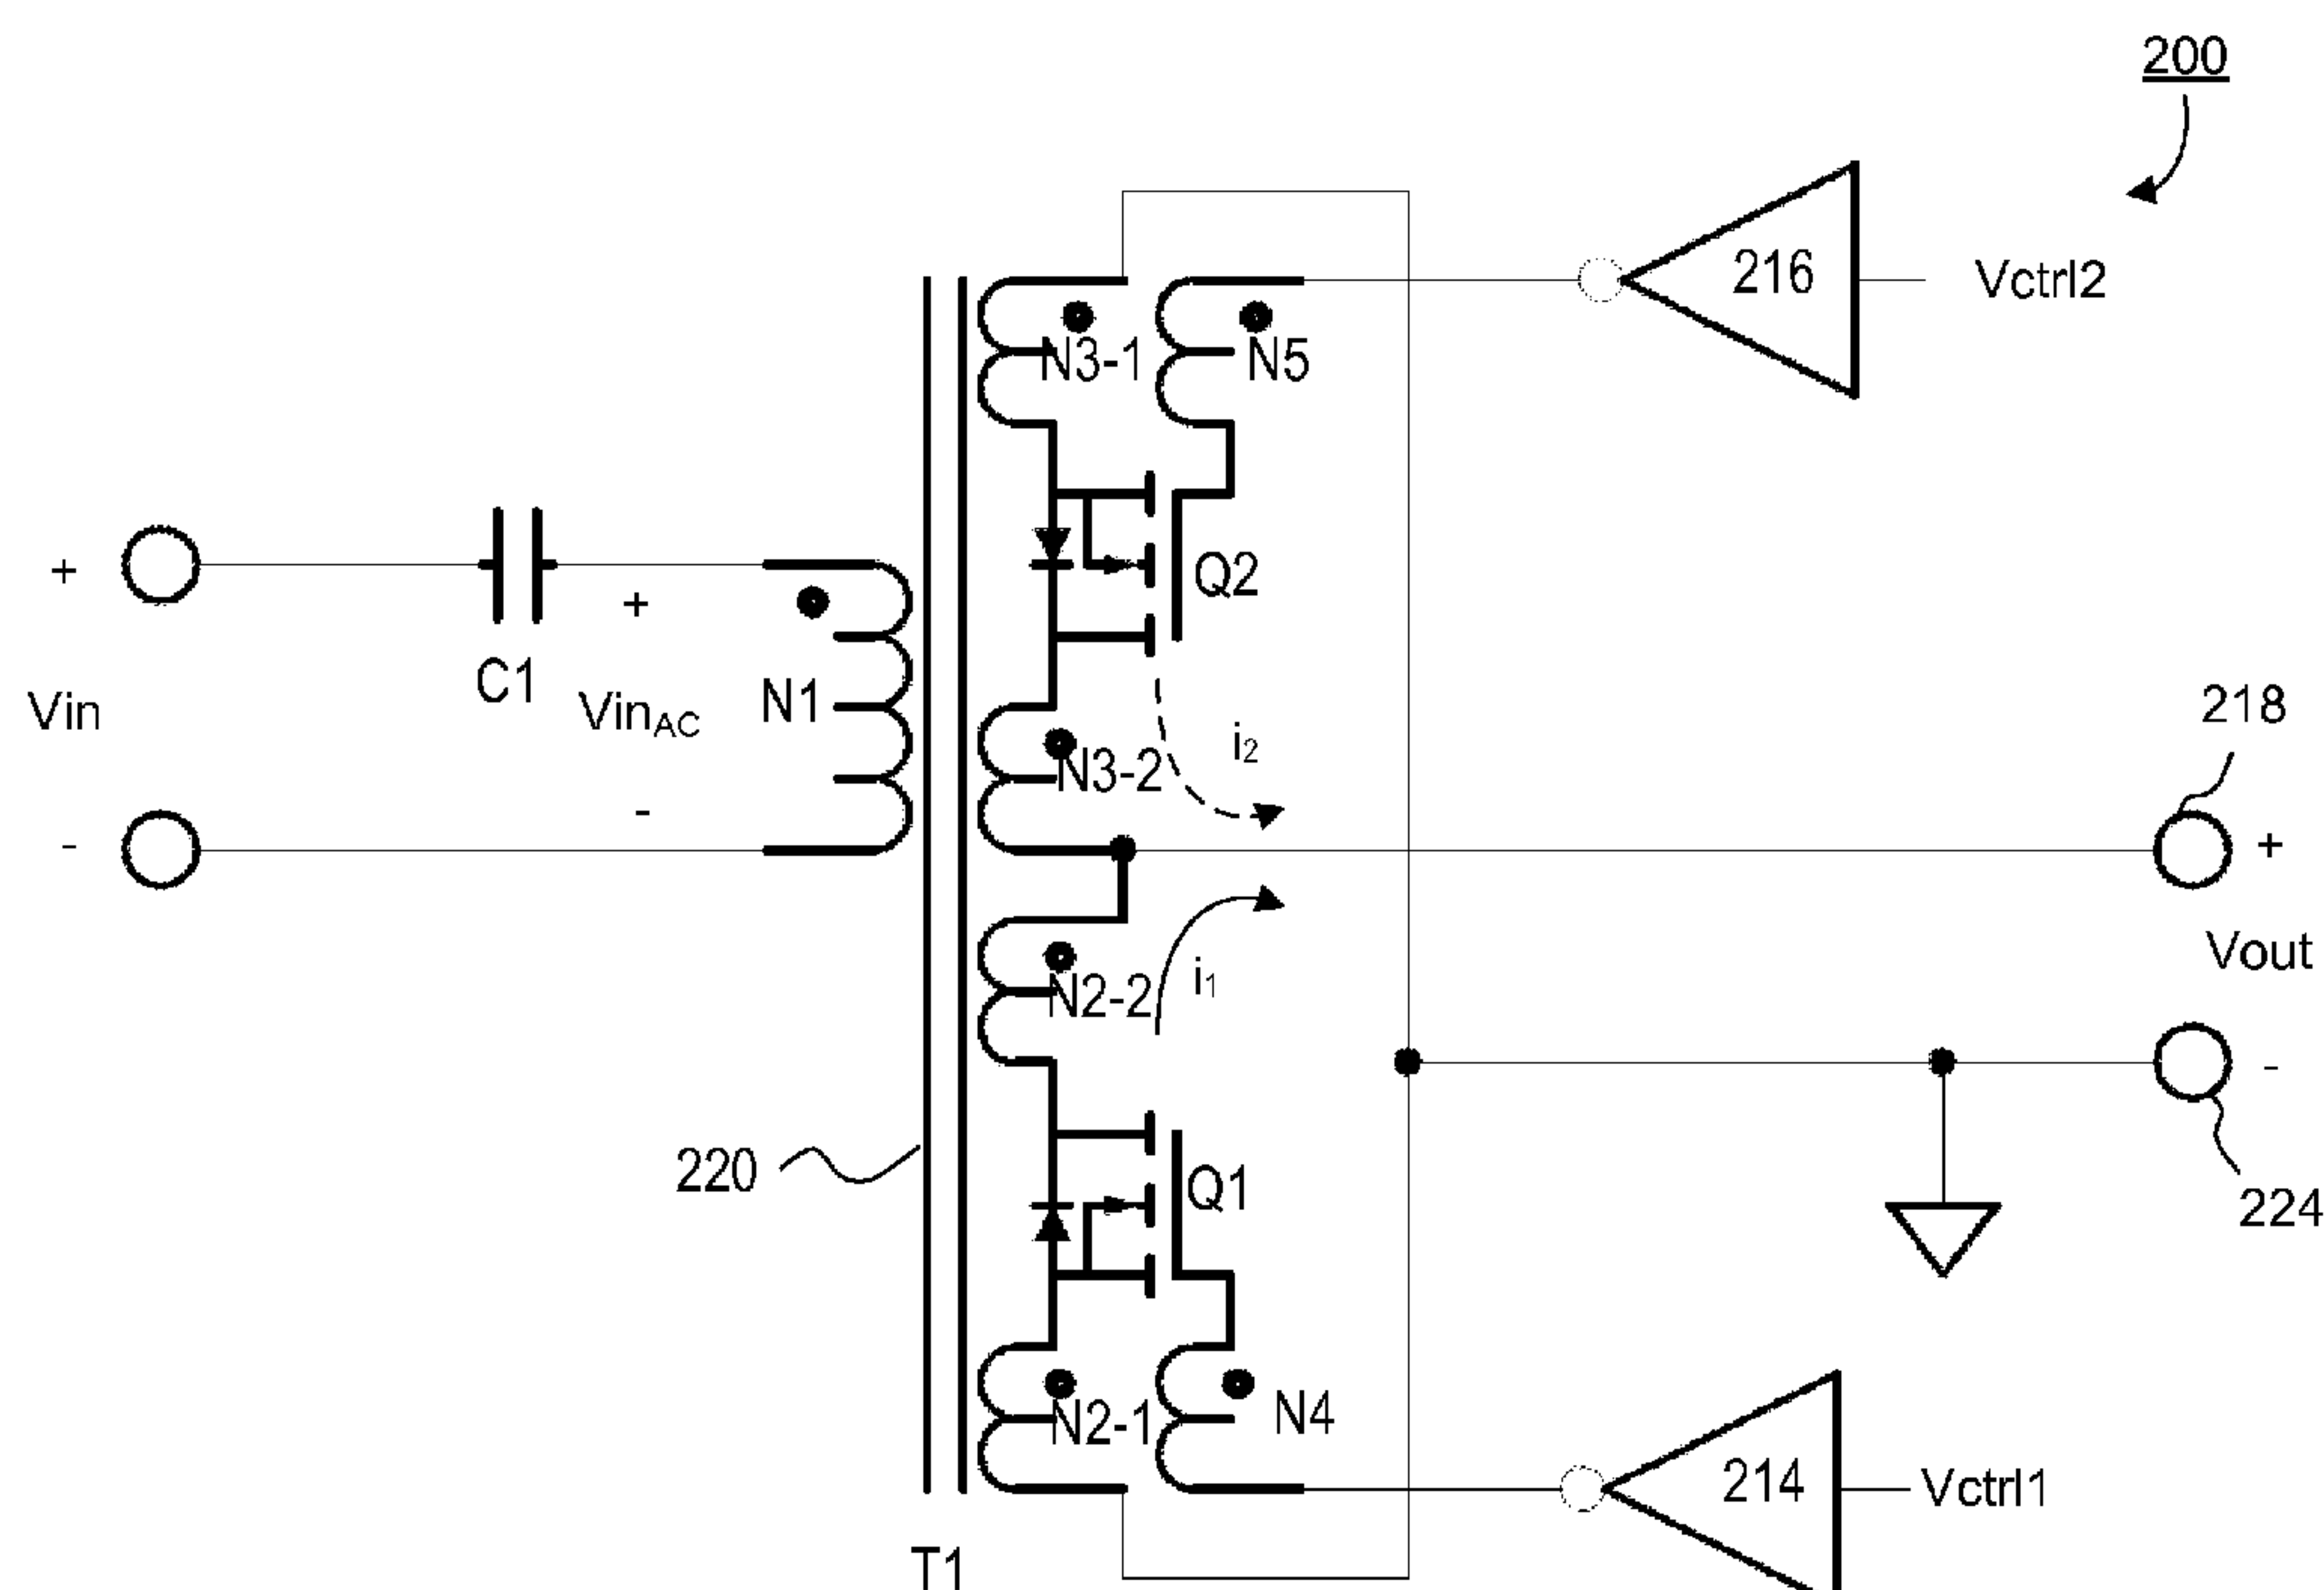 200
216
Vctrl2
N3-1
N5
+
C1
+
Vin
VinAC
N1
-
-
Q2
N3-2
i2
218
+
Vout
-
224
N2-2
i1
220
Q1
N2-1
N4
214
Vctrl1
T1